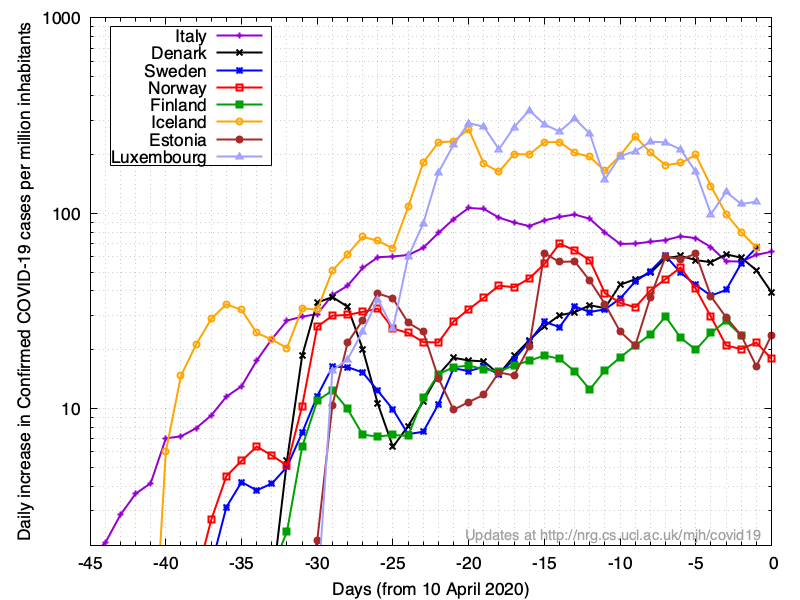 Daily increase in Confirmed COVID-19 cases per million inhabitants
1000
100
10
Italy
Denark
Sweden
Norway
Finland
Iceland
Estonia
Luxembourg
Updates at http://nrg.cs.ucl.ac.uk/mjh/covid19
-45 -40 -35 -30 -25 -20 -15 -10 -5 0
Days (from 10 April 2020)